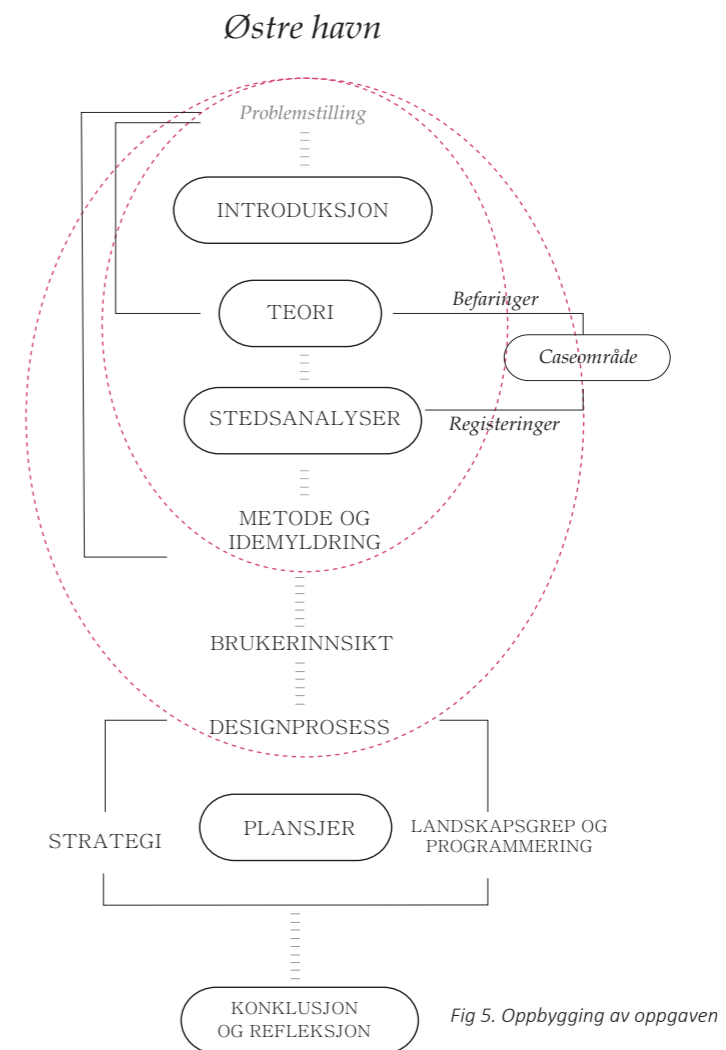 Østre havn
Problemstilling
INTRODUKSJON
TEORI
Befaringer
Caseområde
STEDSANALYSER
Registeringer
METODE OG
IDEMYLDRING
BRUKERINNSIKT
DESIGNPROSESS
STRATEGI
PLANSJER
LANDSKAPSGREP OG
PROGRAMMERING
KONKLUSJON
OG REFLEKSJON
Fig 5. Oppbygging av oppgaven